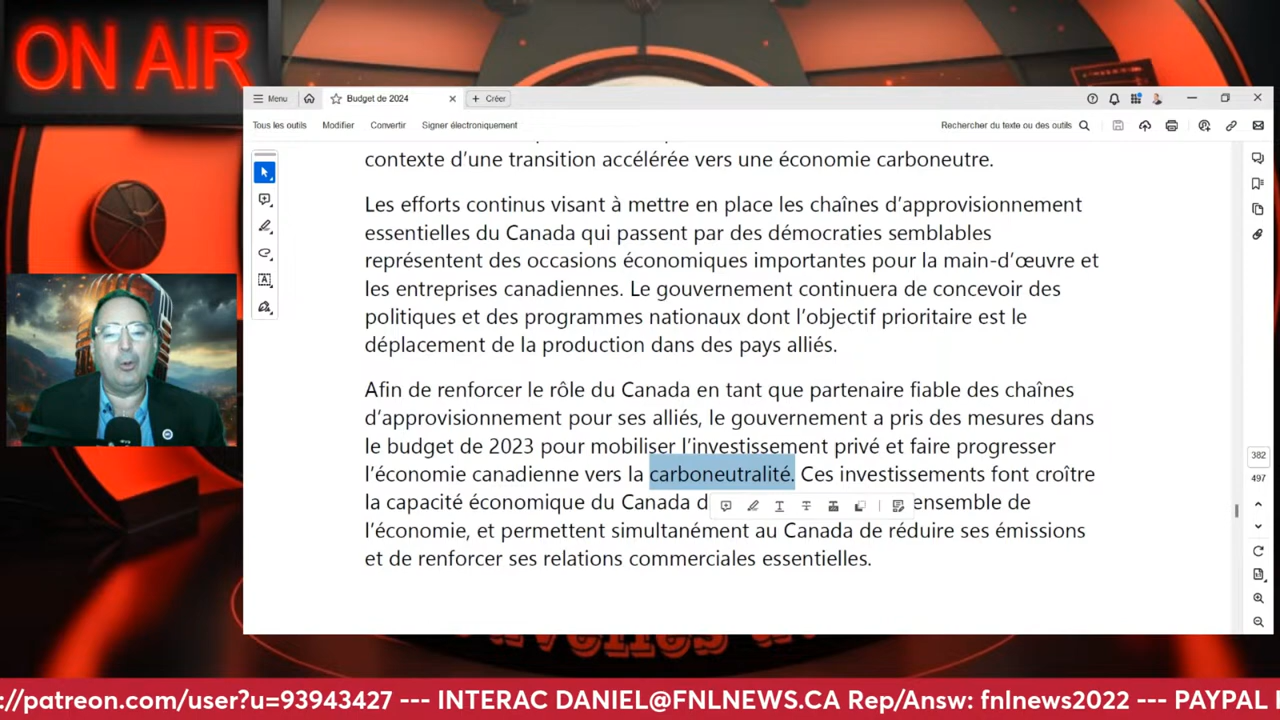 ON AIR
Menu
Budget de 2024
Créer
Tous les outils
Modifier
Convertir
Signer électroniquement
Rechercher du texte ou des outils
contexte d’une transition accélérée vers une économie carboneutre.
Les efforts continus visant à mettre en place les chaînes d’approvisionnement
essentielles du Canada qui passent par des démocraties semblables
représentent des occasions économiques importantes pour la main-d’œuvre et
les entreprises canadiennes. Le gouvernement continuera de concevoir des
politiques et des programmes nationaux dont l’objectif prioritaire est le
déplacement de la production dans des pays alliés.
Afin de renforcer le rôle du Canada en tant que partenaire fiable des chaînes
d’approvisionnement pour ses alliés, le gouvernement a pris des mesures dans
le budget de 2023 pour mobiliser l’investissement privé et faire progresser
l’économie canadienne vers la carboneutralité. Ces investissements font croître
la capacité économique du Canada d ensemble de
l’économie, et permettent simultanément au Canada de réduire ses émissions
et de renforcer ses relations commerciales essentielles.
382
497
://patreon.com/user?u=93943427 --- INTERAC DANIEL@FNLNEWS.CA Rep/Answ: fnlnews2022 --- PAYPAL